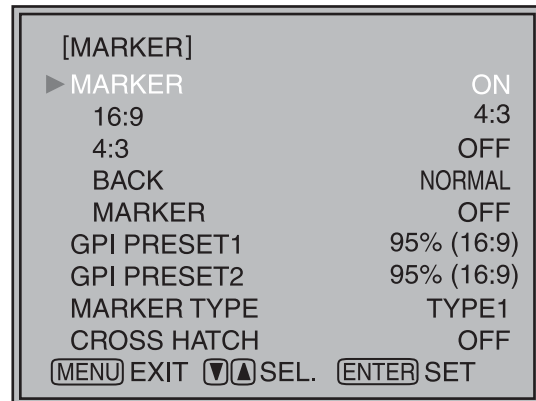 [MARKER]
▶ MARKER ON
16:9 4:3
4:3 OFF
BACK NORMAL
MARKER OFF
GPI PRESET1 95% (16:9)
GPI PRESET2 95% (16:9)
MARKER TYPE TYPE1
CROSS HATCH OFF
MENU EXIT ▼▲ SEL. ENTER SET